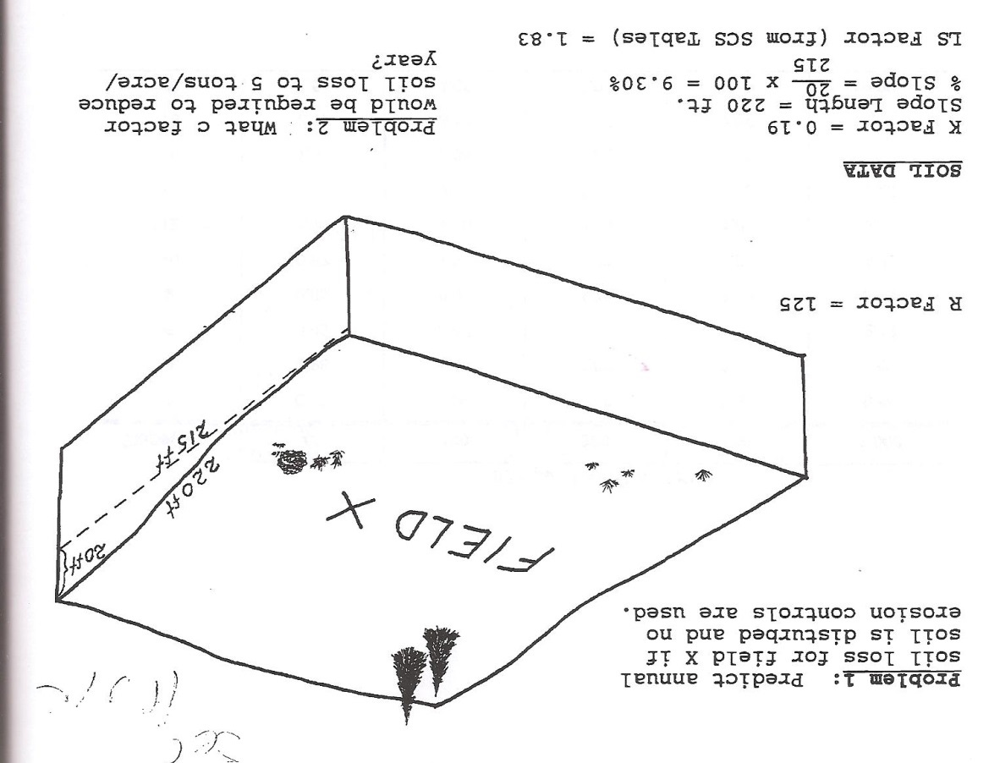 Problem 1: Predict annual
soil loss for field X if
soil is disturbed and no
erosion controls are used.
20ft
FIELD X
220ft
215ft
R Factor = 125
SOIL DATA
K Factor = 0.19
Slope Length = 220 ft.
% Slope = 20/215 x 100 = 9.30%
LS Factor (from SCS Tables) = 1.83
Problem 2: What c factor
would be required to reduce
soil loss to 5 tons/acre/
year?